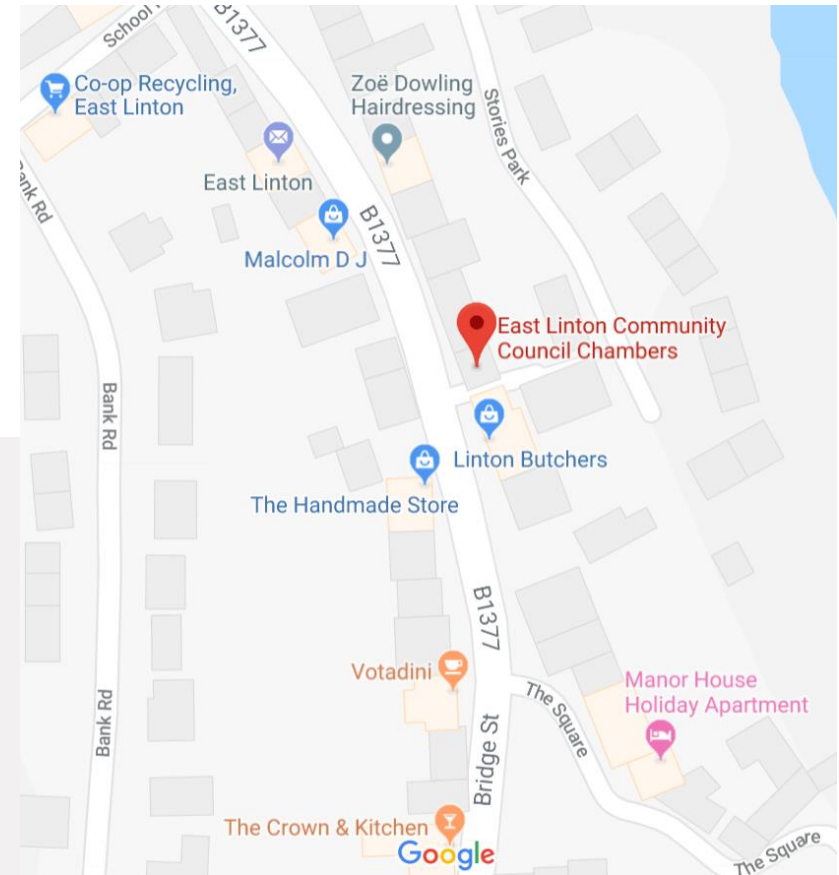 School
B1377
Co-op Recycling,
East Linton
Zoë Dowling
Hairdressing
Stories Park
East Linton
Bank Rd
B1377
Malcolm D J
East Linton Community
Council Chambers
Bank Rd
Linton Butchers
The Handmade Store
B1377
Votadini
The Square
Manor House
Holiday Apartment
Bank Rd
Bridge St
The Crown & Kitchen
Google
The Square